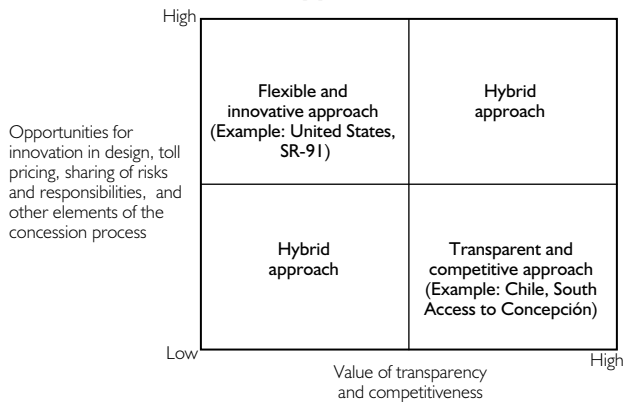 High
Flexible and
innovative approach
(Example: United States,
SR-91)
Hybrid
approach
Opportunities for
innovation in design, toll
pricing, sharing of risks
and responsibilities, and
other elements of the
concession process
Hybrid
approach
Transparent and
competitive approach
(Example: Chile, South
Access to Concepción)
Low
High
Value of transparency
and competitiveness